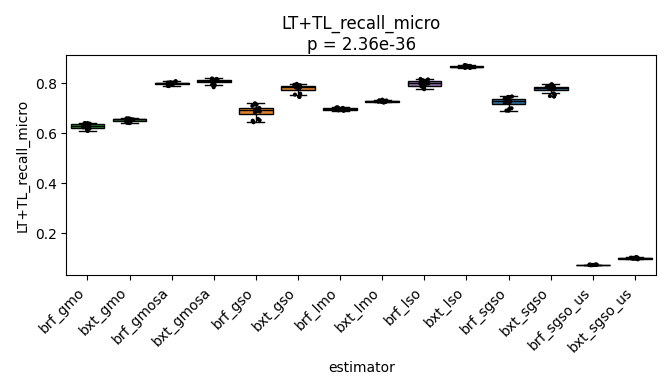 LT+TL_recall_micro
p = 2.36e-36
LT+TL_recall_micro
0.8
0.6
0.4
0.2
brf_gmo
bxt_gmo
brf_gmosa
bxt_gmosa
brf_gso
bxt_gso
brf_lmo
bxt_lmo
brf_lso
bxt_lso
brf_sgso
bxt_sgso
brf_sgso_us
bxt_sgso_us
estimator